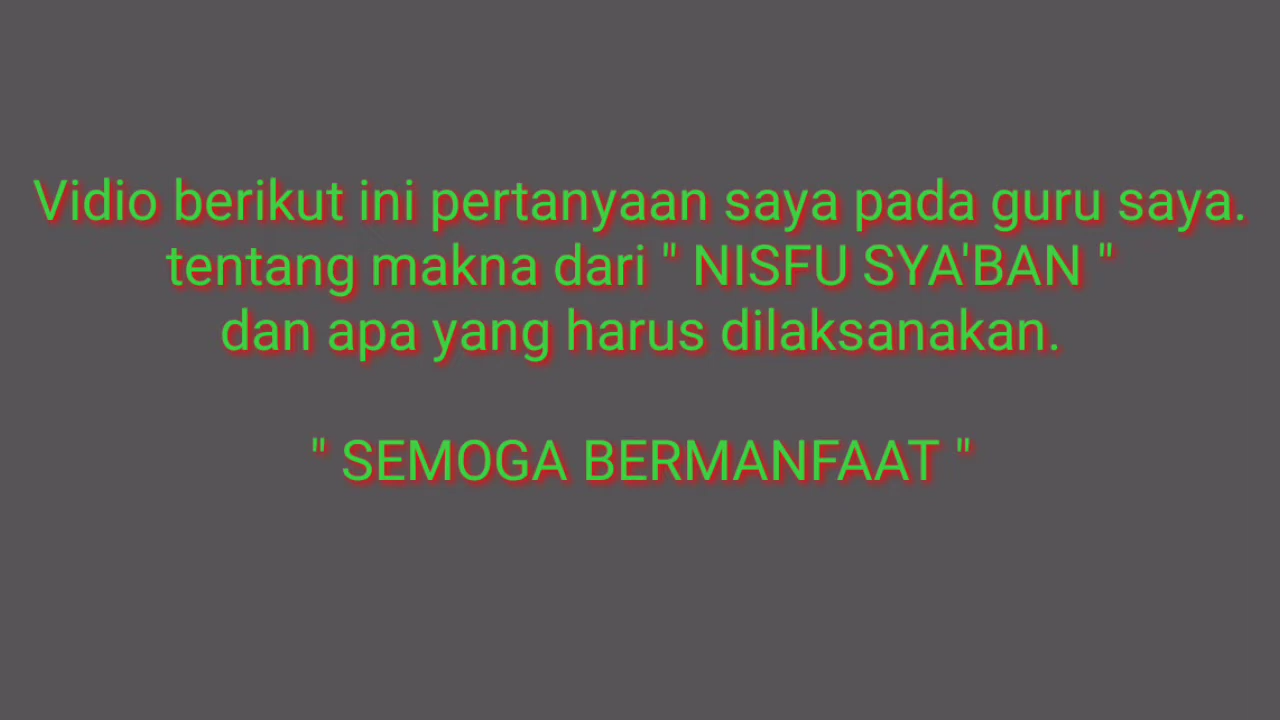 Vidio berikut ini pertanyaan saya pada guru saya.
tentang makna dari " NISFU SYA'BAN "
dan apa yang harus dilaksanakan.
" SEMOGA BERMANFAAT "